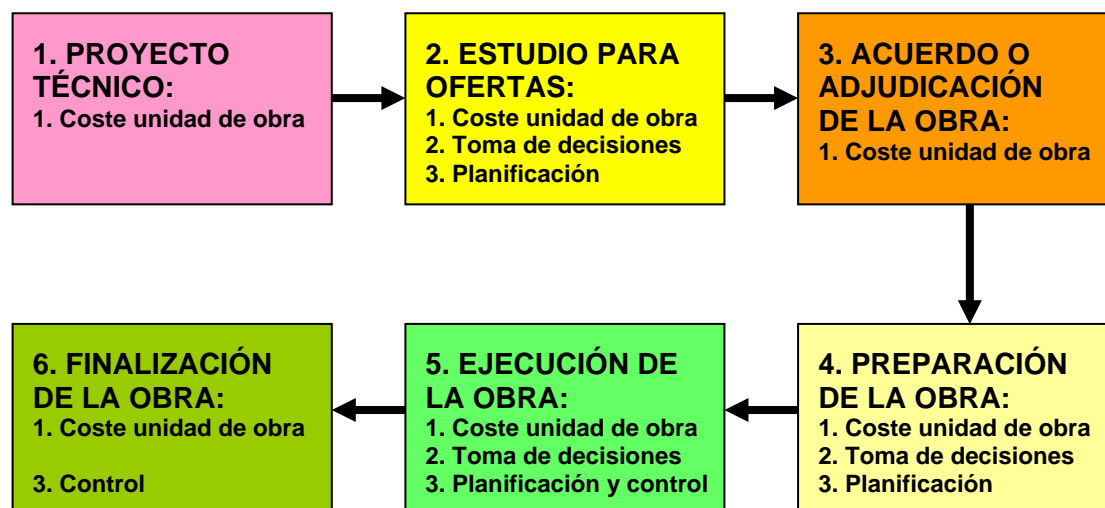 1. PROYECTO
TÉCNICO:
1. Coste unidad de obra
2. ESTUDIO PARA
OFERTAS:
1. Coste unidad de obra
2. Toma de decisiones
3. Planificación
3. ACUERDO O
ADJUDICACIÓN
DE LA OBRA:
1. Coste unidad de obra
4. PREPARACIÓN
DE LA OBRA:
1. Coste unidad de obra
2. Toma de decisiones
3. Planificación
5. EJECUCIÓN DE
LA OBRA:
1. Coste unidad de obra
2. Toma de decisiones
3. Planificación y control
6. FINALIZACIÓN
DE LA OBRA:
1. Coste unidad de obra
3. Control